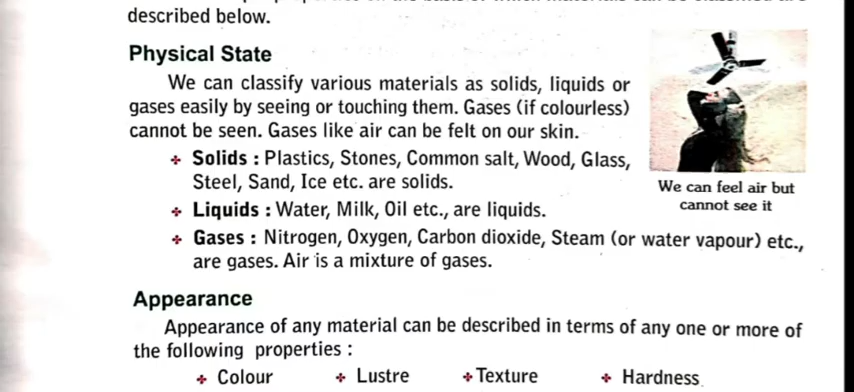 described below.
Physical State
We can classify various materials as solids, liquids or
gases easily by seeing or touching them. Gases (if colourless)
cannot be seen. Gases like air can be felt on our skin.
✤ Solids : Plastics, Stones, Common salt, Wood, Glass,
Steel, Sand, Ice etc. are solids.
✤ Liquids : Water, Milk, Oil etc., are liquids.
✤ Gases : Nitrogen, Oxygen, Carbon dioxide, Steam (or water vapour) etc.,
are gases. Air is a mixture of gases.
We can feel air but
cannot see it
Appearance
Appearance of any material can be described in terms of any one or more of
the following properties :
✤ Colour ✤ Lustre ✤ Texture ✤ Hardness